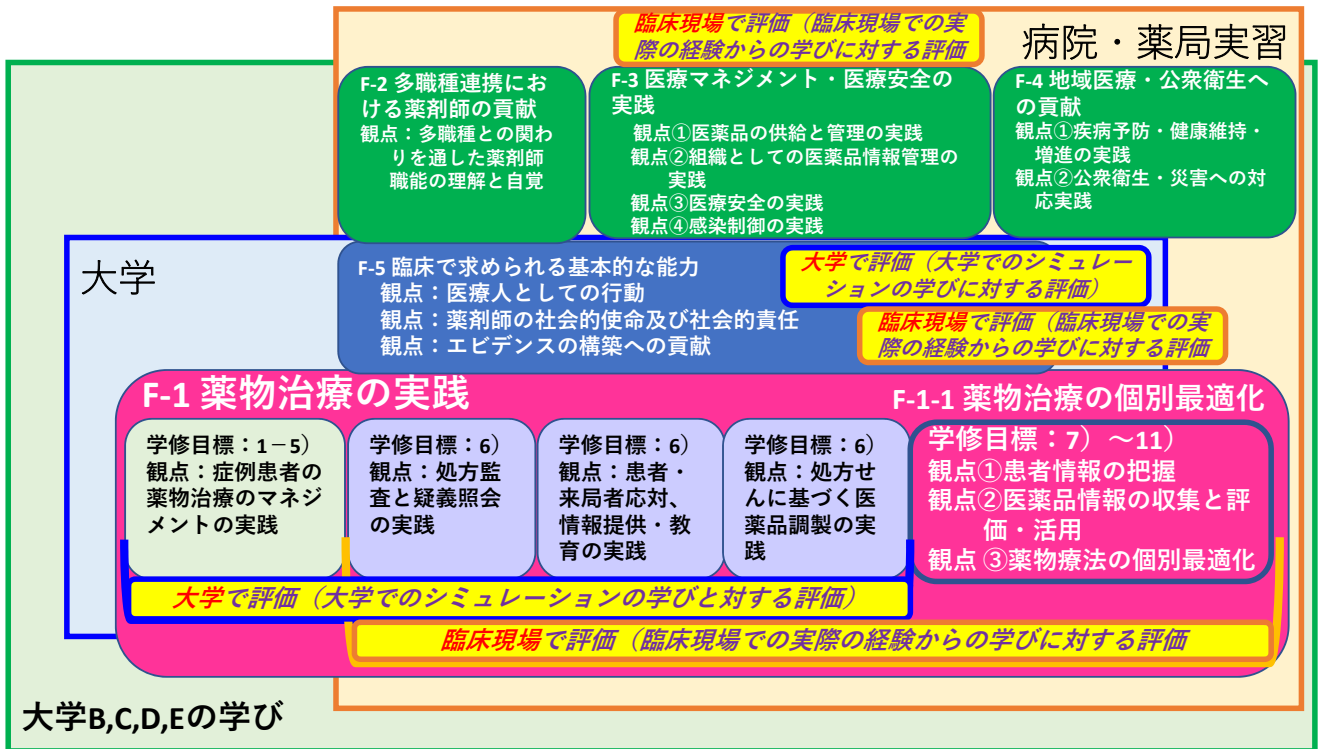 臨床現場で評価（臨床現場での実
際の経験からの学びに対する評価
病院・薬局実習
F-2 多職種連携にお
ける薬剤師の貢献
観点：多職種との関わ
りを通した薬剤師
職能の理解と自覚
F-3 医療マネジメント・医療安全の
実践
観点①医薬品の供給と管理の実践
観点②組織としての医薬品情報管理の
実践
観点③医療安全の実践
観点④感染制御の実践
F-4 地域医療・公衆衛生へ
の貢献
観点①疾病予防・健康維持・
増進の実践
観点②公衆衛生・災害への対
応実践
大学
F-5 臨床で求められる基本的な能力
観点：医療人としての行動
観点：薬剤師の社会的使命及び社会的責任
観点：エビデンスの構築への貢献
大学で評価（大学でのシミュレー
ションの学びに対する評価）
臨床現場で評価（臨床現場での実
際の経験からの学びに対する評価
F-1 薬物治療の実践
F-1-1 薬物治療の個別最適化
学修目標：1－5）
観点：症例患者の
薬物治療のマネジ
メントの実践
学修目標：6）
観点：処方監
査と疑義照会
の実践
学修目標：6）
観点：患者・
来局者応対、
情報提供・教
育の実践
学修目標：6）
観点：処方せ
んに基づく医
薬品調製の実
践
学修目標：7）～11）
観点①患者情報の把握
観点②医薬品情報の収集と評
価・活用
観点 ③薬物療法の個別最適化
大学で評価（大学でのシミュレーションの学びと対する評価）
臨床現場で評価（臨床現場での実際の経験からの学びに対する評価
大学B,C,D,Eの学び